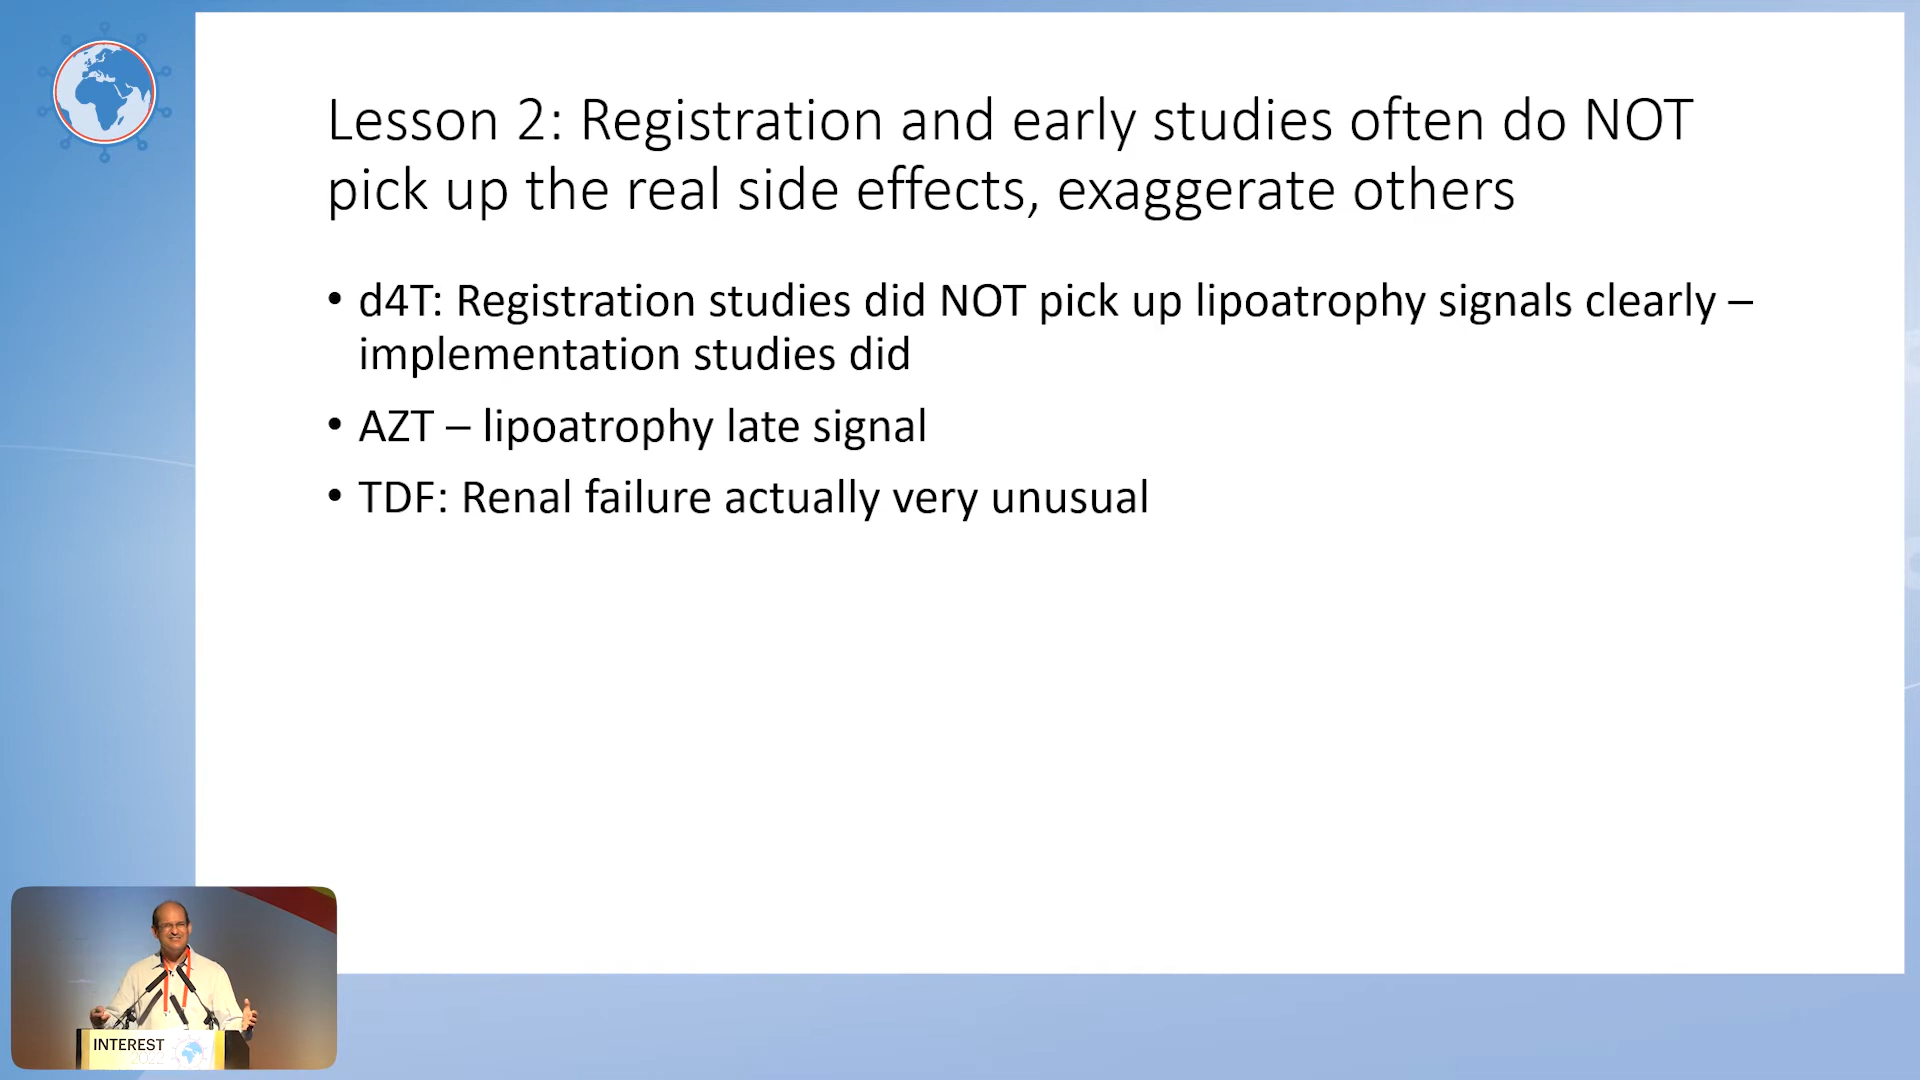 Lesson 2: Registration and early studies often do NOT
pick up the real side effects, exaggerate others
• d4T: Registration studies did NOT pick up lipoatrophy signals clearly –
implementation studies did
• AZT – lipoatrophy late signal
• TDF: Renal failure actually very unusual
INTEREST
2022